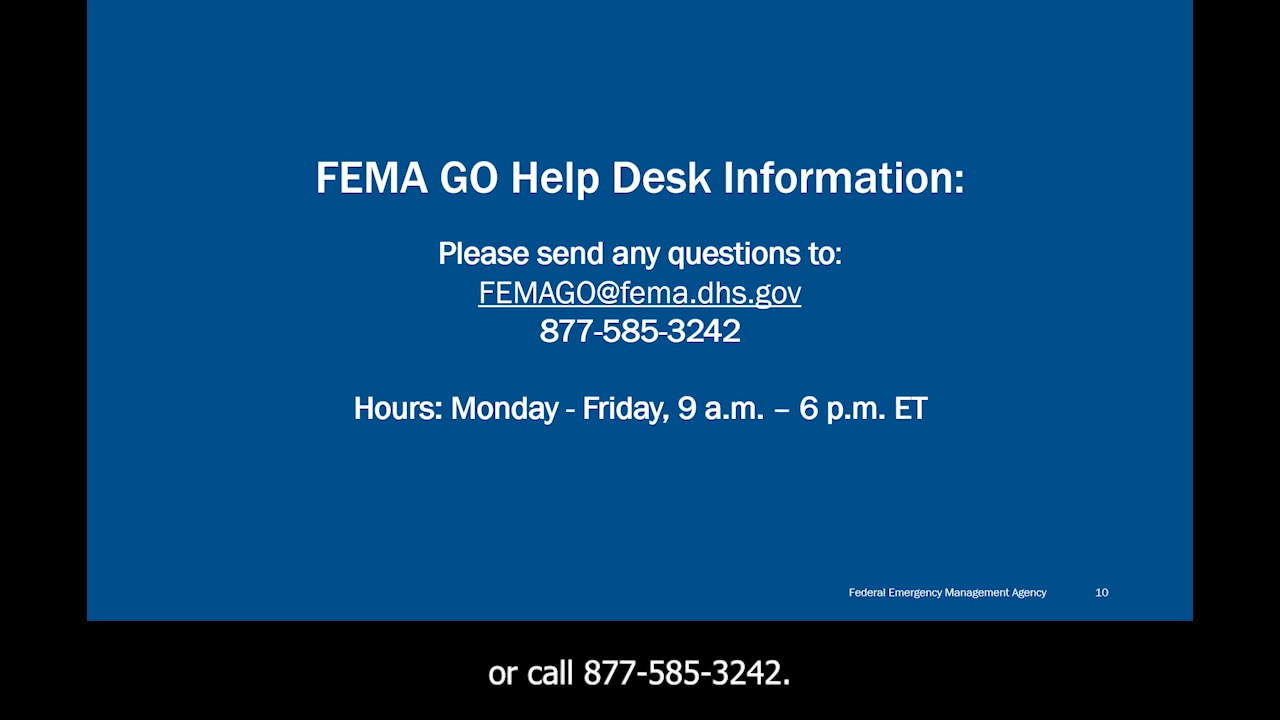 FEMA GO Help Desk Information:
Please send any questions to:
FEMAGO@fema.dhs.gov
877-585-3242
Hours: Monday - Friday, 9 a.m. – 6 p.m. ET
Federal Emergency Management Agency 10
or call 877-585-3242.